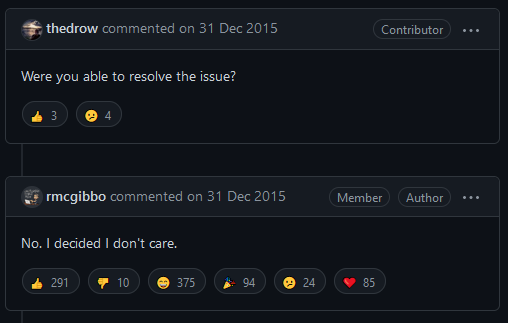 thedrow commented on 31 Dec 2015 Contributor
Were you able to resolve the issue?
👍 3 😕 4
rmcgibbo commented on 31 Dec 2015 Member Author
No. I decided I don't care.
👍 291 👎 10 😄 375 🎉 94 😕 24 ❤️ 85